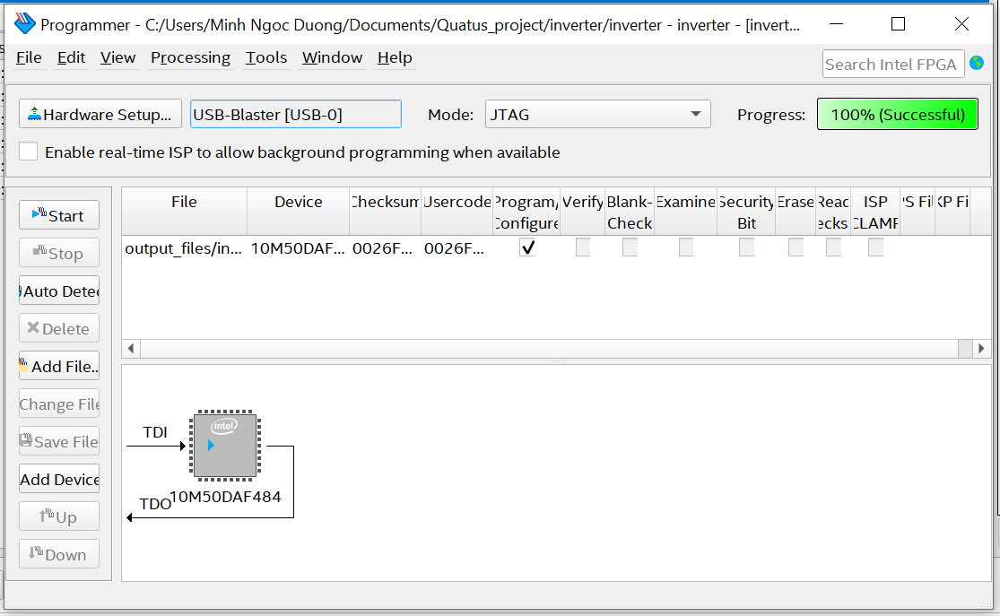 Programmer - C:/Users/Minh Ngoc Duong/Documents/Quatus_project/inverter/inverter - inverter - [invert...
File Edit View Processing Tools Window Help
Search Intel FPGA
Hardware Setup... USB-Blaster [USB-0] Mode: JTAG Progress: 100% (Successful)
Enable real-time ISP to allow background programming when available
Start
Stop
Auto Detec
Delete
Add File..
Change File
Save File
Add Device
Up
Down
File Device Checksum Usercode Program/ Verify Blank- Examine Security Erase Read ISP PS Fil KP Fi
Configure Check Bit ecks CLAMP
output_files/in... 10M50DAF... 0026F... 0026F...
intel
TDI
10M50DAF484
TDO